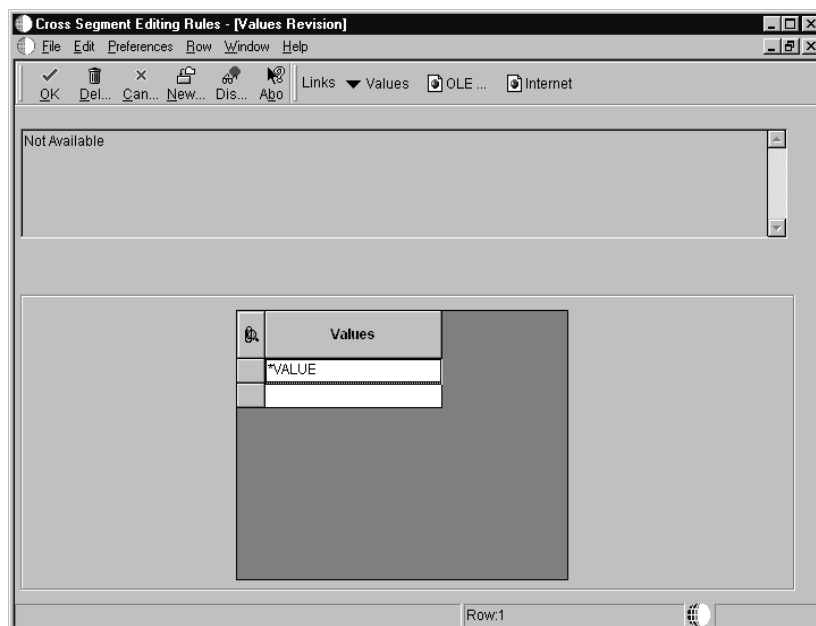 Cross Segment Editing Rules - [Values Revision]
File Edit Preferences Row Window Help
OK Del... Can... New... Dis... Abo Links Values OLE ... Internet
Not Available
Values
*VALUE
Row:1